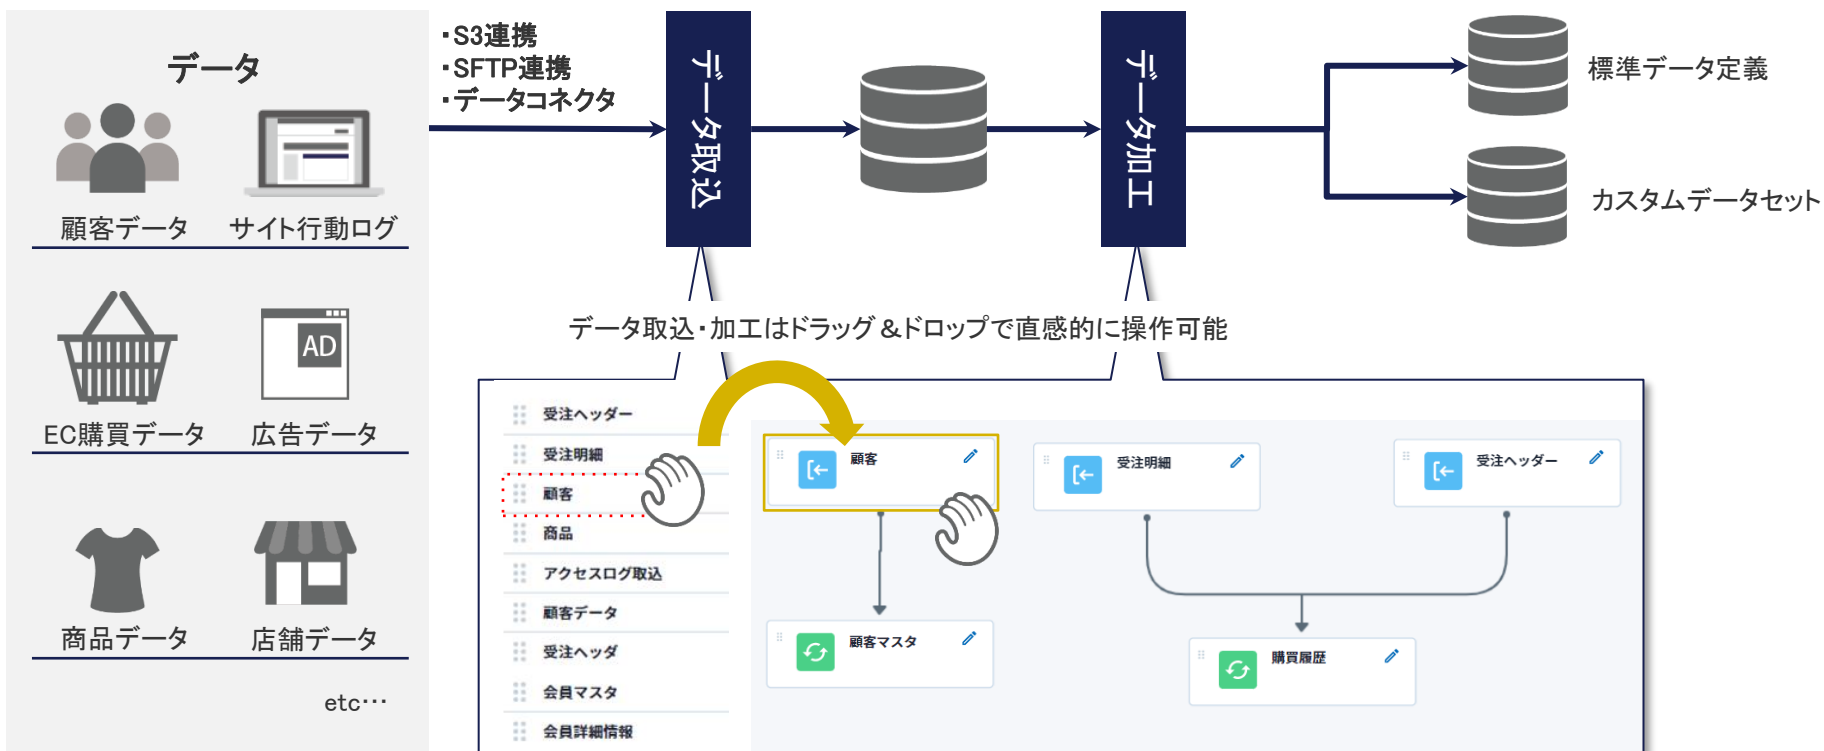 データ
顧客データ
サイト行動ログ
EC購買データ
AD
広告データ
商品データ
店舗データ
etc…
・S3連携
・SFTP連携
・データコネクタ
データ取込
データ加工
標準データ定義
カスタムデータセット
データ取込・加工はドラッグ&ドロップで直感的に操作可能
受注ヘッダー
受注明細
顧客
商品
アクセスログ取込
顧客データ
受注ヘッダ
会員マスタ
会員詳細情報
顧客
受注明細
受注ヘッダー
顧客マスタ
購買履歴